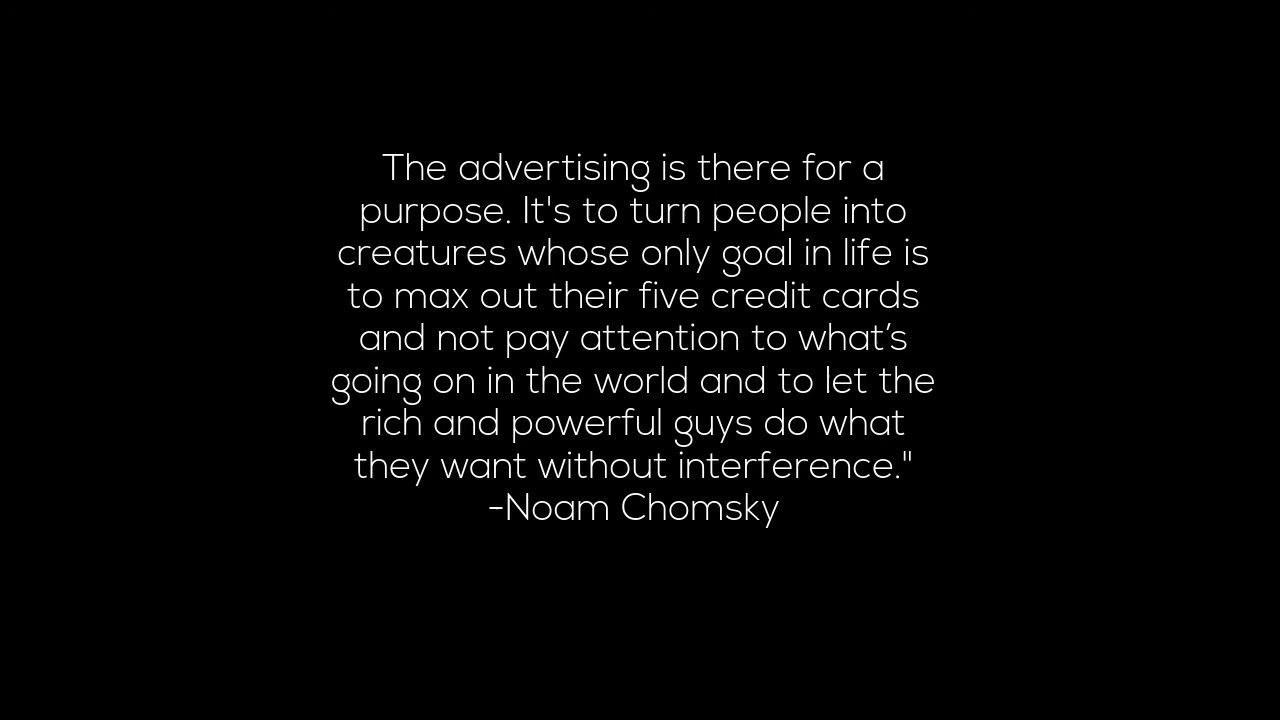 The advertising is there for a
purpose. It's to turn people into
creatures whose only goal in life is
to max out their five credit cards
and not pay attention to what’s
going on in the world and to let the
rich and powerful guys do what
they want without interference."
-Noam Chomsky